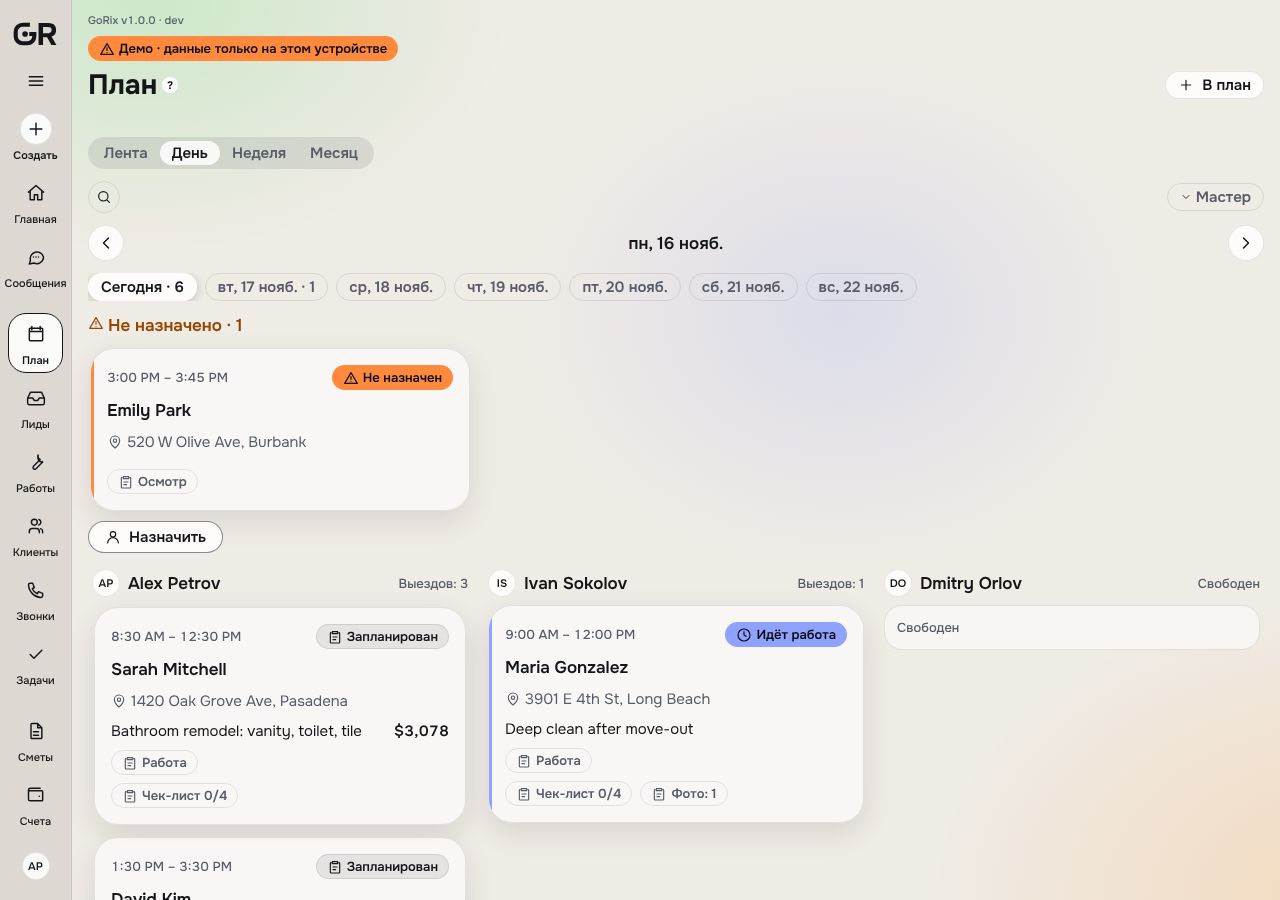 GR
GoRix v1.0.0 · dev
Демо · данные только на этом устройстве
План ?
В план
Создать
Главная
Сообщения
План
Лиды
Работы
Клиенты
Звонки
Задачи
Сметы
Счета
AP
Лента День Неделя Месяц
Мастер
пн, 16 нояб.
Сегодня · 6 вт, 17 нояб. · 1 ср, 18 нояб. чт, 19 нояб. пт, 20 нояб. сб, 21 нояб. вс, 22 нояб.
Не назначено · 1
3:00 PM – 3:45 PM Не назначен
Emily Park
520 W Olive Ave, Burbank
Осмотр
Назначить
AP Alex Petrov Выездов: 3
8:30 AM – 12:30 PM Запланирован
Sarah Mitchell
1420 Oak Grove Ave, Pasadena
Bathroom remodel: vanity, toilet, tile $3,078
Работа
Чек-лист 0/4
1:30 PM – 3:30 PM Запланирован
David Kim
IS Ivan Sokolov Выездов: 1
9:00 AM – 12:00 PM Идёт работа
Maria Gonzalez
3901 E 4th St, Long Beach
Deep clean after move-out
Работа
Чек-лист 0/4 Фото: 1
DO Dmitry Orlov Свободен
Свободен